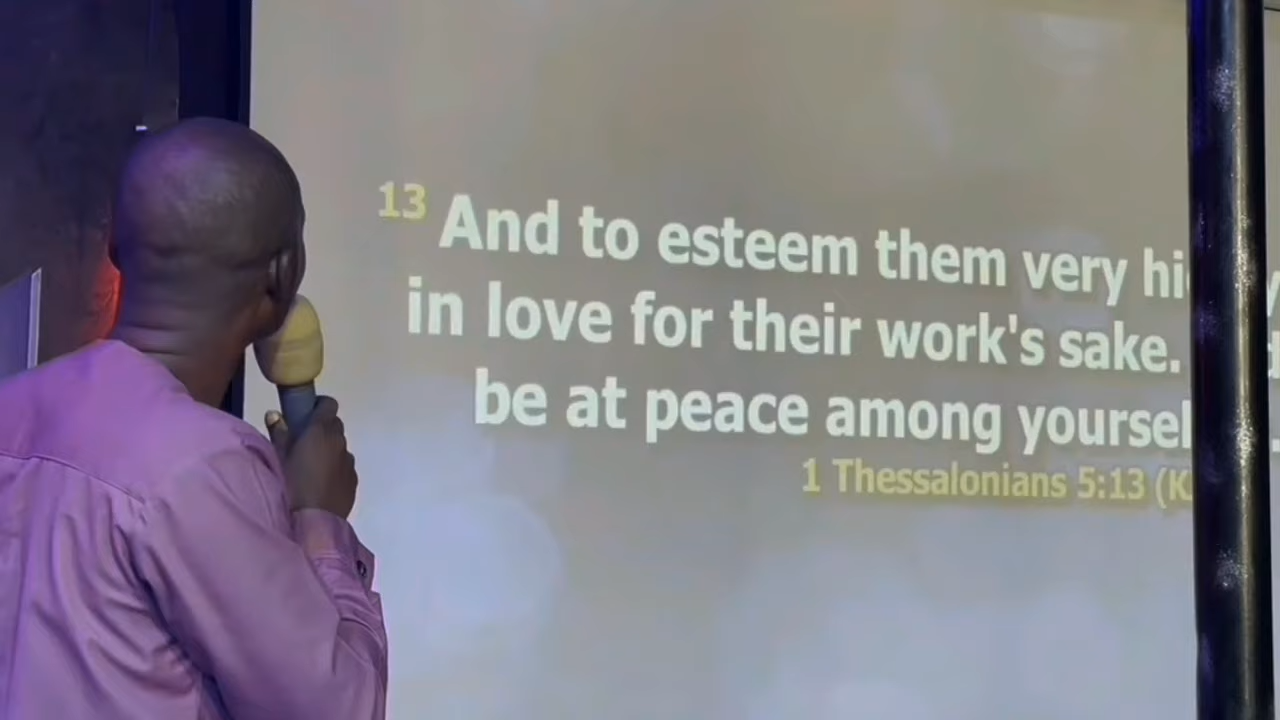 13 And to esteem them very
in love for their work's sake.
be at peace among
1 Thessalonians 5:13